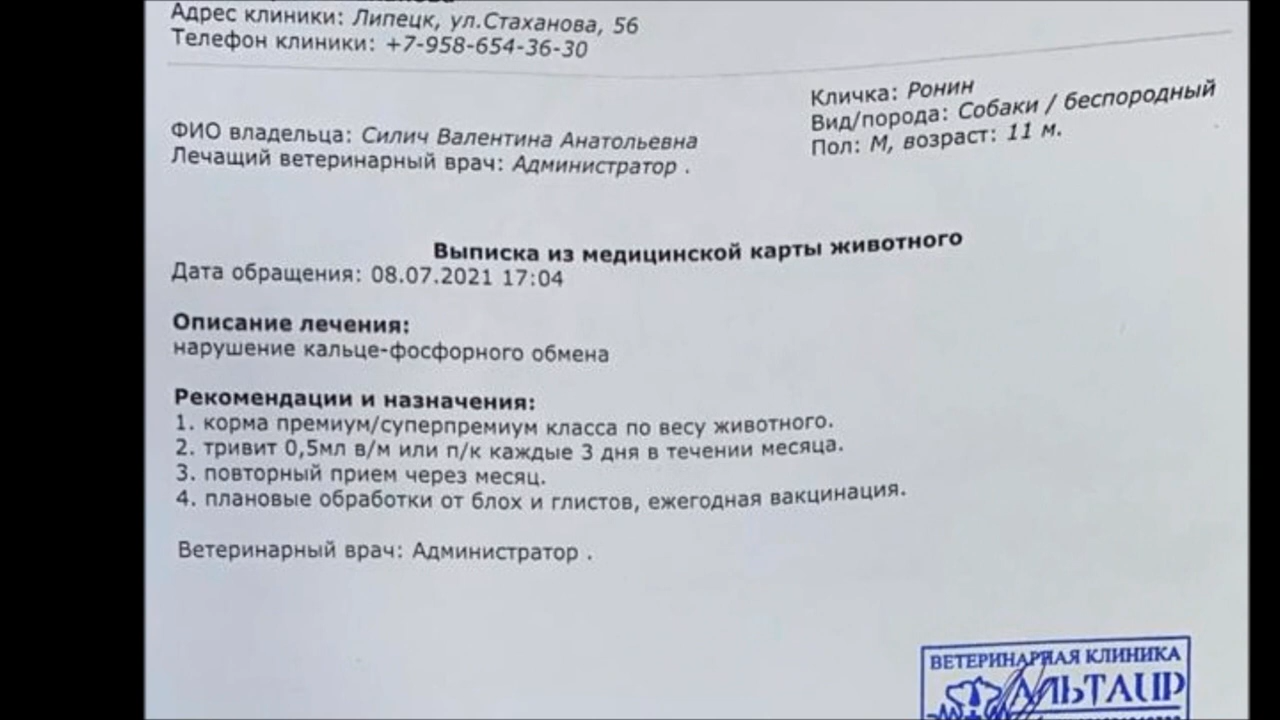 Адрес клиники: Липецк, ул.Стаханова, 56
Телефон клиники: +7-958-654-36-30
Кличка: Ронин
Вид/порода: Собаки / беспородный
Пол: М, возраст: 11 м.
ФИО владельца: Силич Валентина Анатольевна
Лечащий ветеринарный врач: Администратор .
Выписка из медицинской карты животного
Дата обращения: 08.07.2021 17:04
Описание лечения:
нарушение кальце-фосфорного обмена
Рекомендации и назначения:
1. корма премиум/суперпремиум класса по весу животного.
2. тривит 0,5мл в/м или п/к каждые 3 дня в течении месяца.
3. повторный прием через месяц.
4. плановые обработки от блох и глистов, ежегодная вакцинация.
Ветеринарный врач: Администратор .
ВЕТЕРИНАРНАЯ КЛИНИКА
АЛЬТАИР